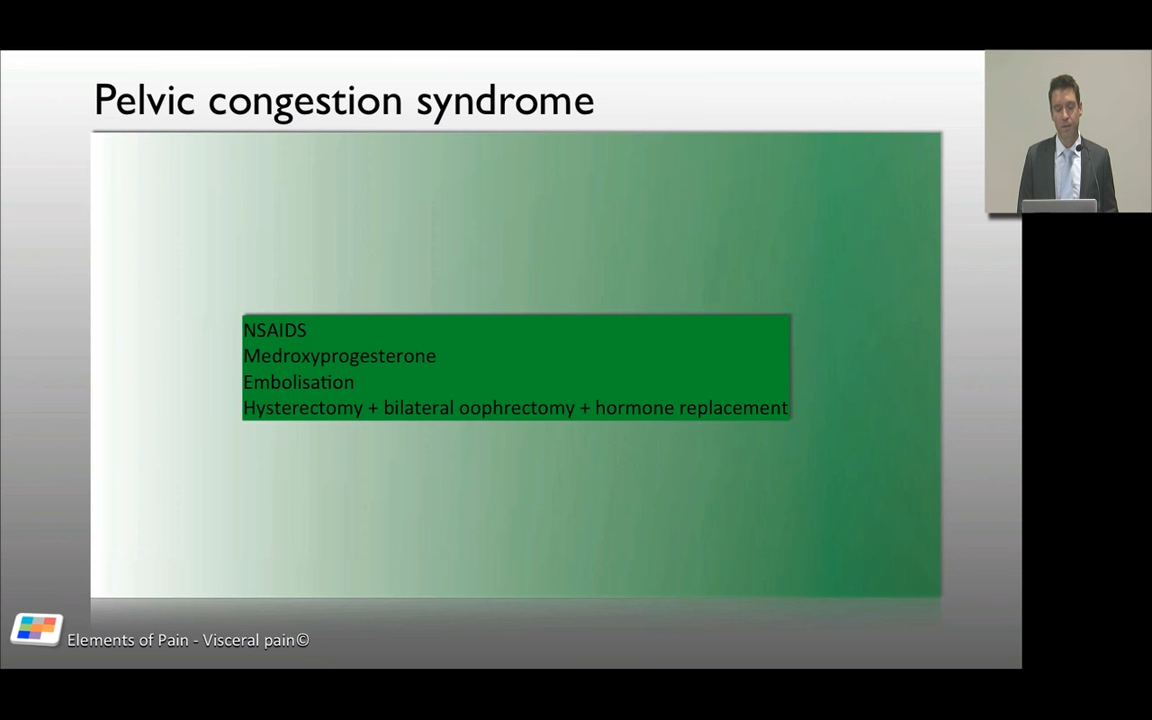 Pelvic congestion syndrome
NSAIDS
Medroxyprogesterone
Embolisation
Hysterectomy + bilateral oophrectomy + hormone replacement
Elements of Pain - Visceral pain©